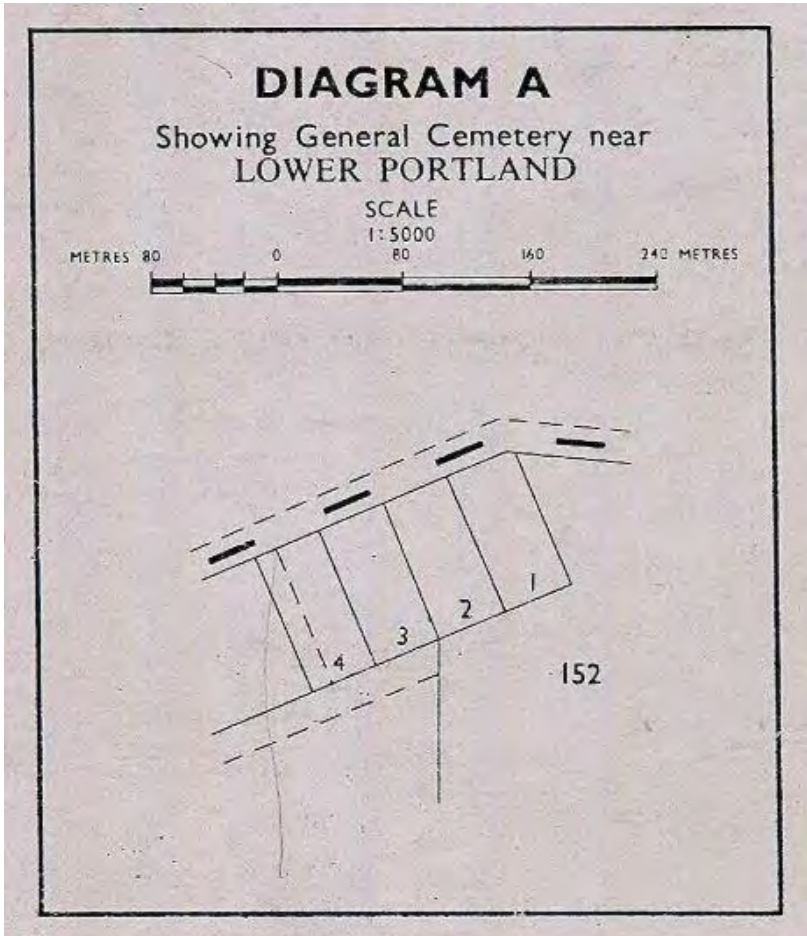 DIAGRAM A
Showing General Cemetery near
LOWER PORTLAND
SCALE
1:5000
METRES 80 0 80 160 240 METRES
1
2
3
4
152